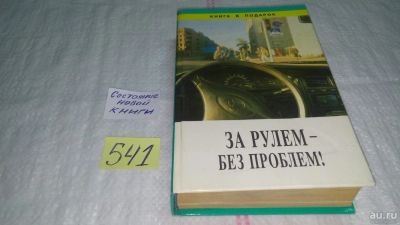 КНИГА В ПОДАРОК
Состояние
новой
книги
541
ЗА РУЛЕМ –
БЕЗ ПРОБЛЕМ!
au.ru